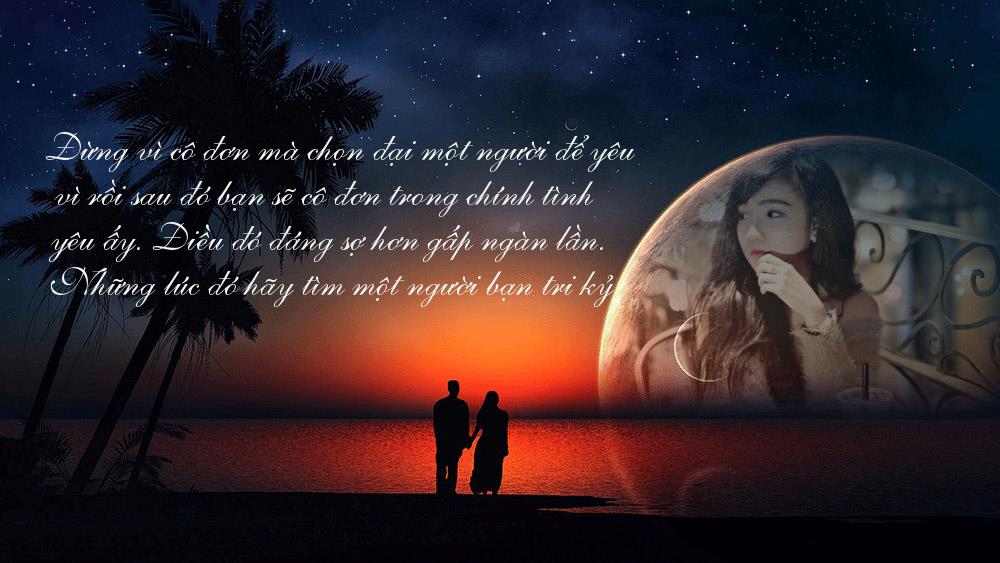 Đừng vì cô đơn mà chọn đại một người để yêu
vì rồi sau đó bạn sẽ cô đơn trong chính tình
yêu ấy. Điều đó đáng sợ hơn gấp ngàn lần.
Những lúc đó hãy tìm một người bạn tri kỷ